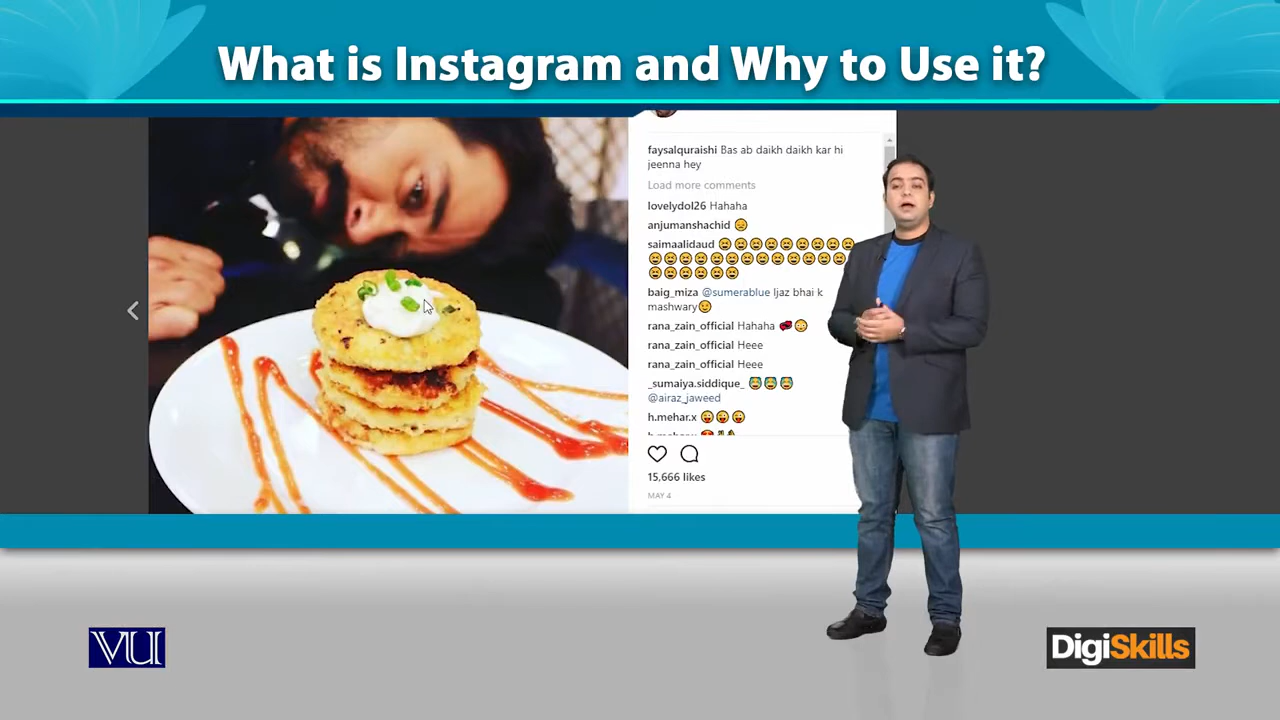 What is Instagram and Why to Use it?
faysalquraishi Bas ab daikh daikh kar hi
jeenna hey
Load more comments
lovelydol26 Hahaha
anjumanshachid 😞
saimaalidaud 😩😩😩😩😩😩😩😩😩
😩😩😩😩😩😩😩😩😩😩😩😩😩
😩😩😩😩😩😩
baig_miza @sumerablue Ijaz bhai k
mashwary😉
rana_zain_official Hahaha
rana_zain_official Heee
rana_zain_official Heee
_sumaiya.siddique_
@airaz_jaweed
h.mehar.x 😜😜😜
15,666 likes
MAY 4
VU
DigiSkills